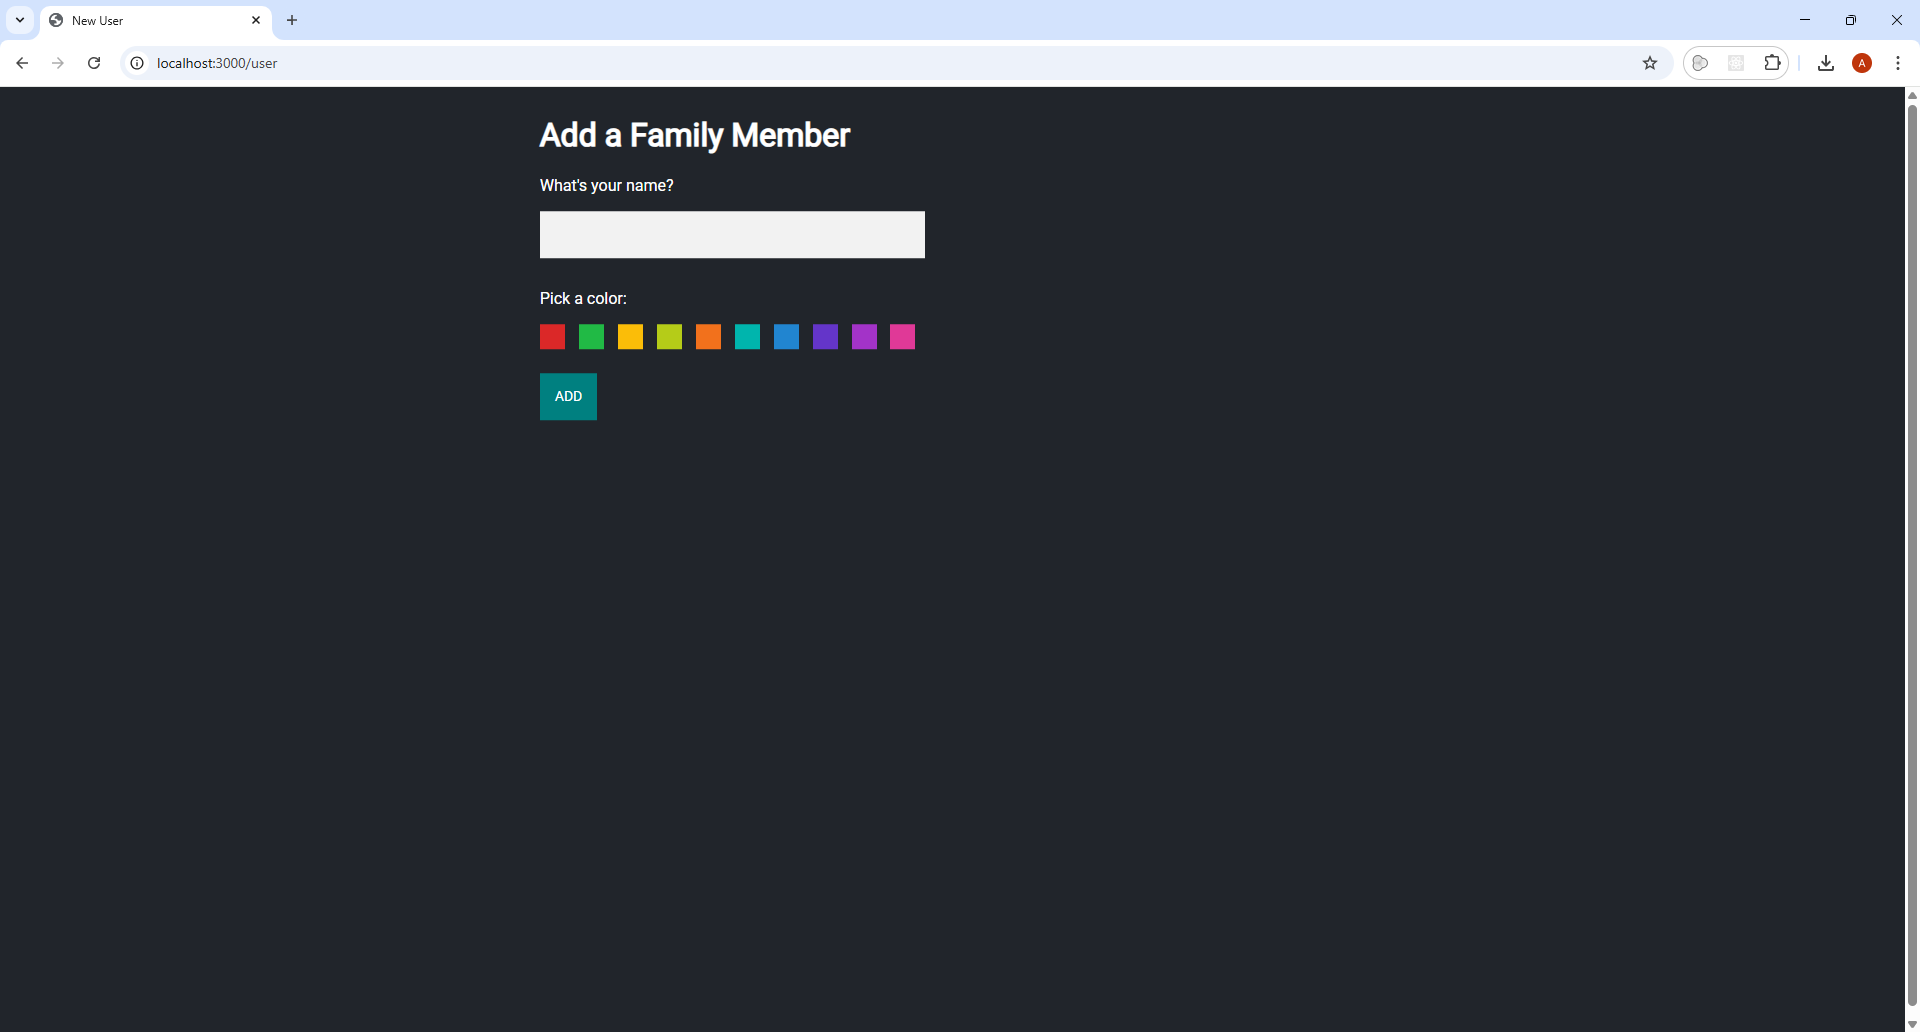 New User
localhost:3000/user
A
Add a Family Member
What's your name?
Pick a color:
ADD